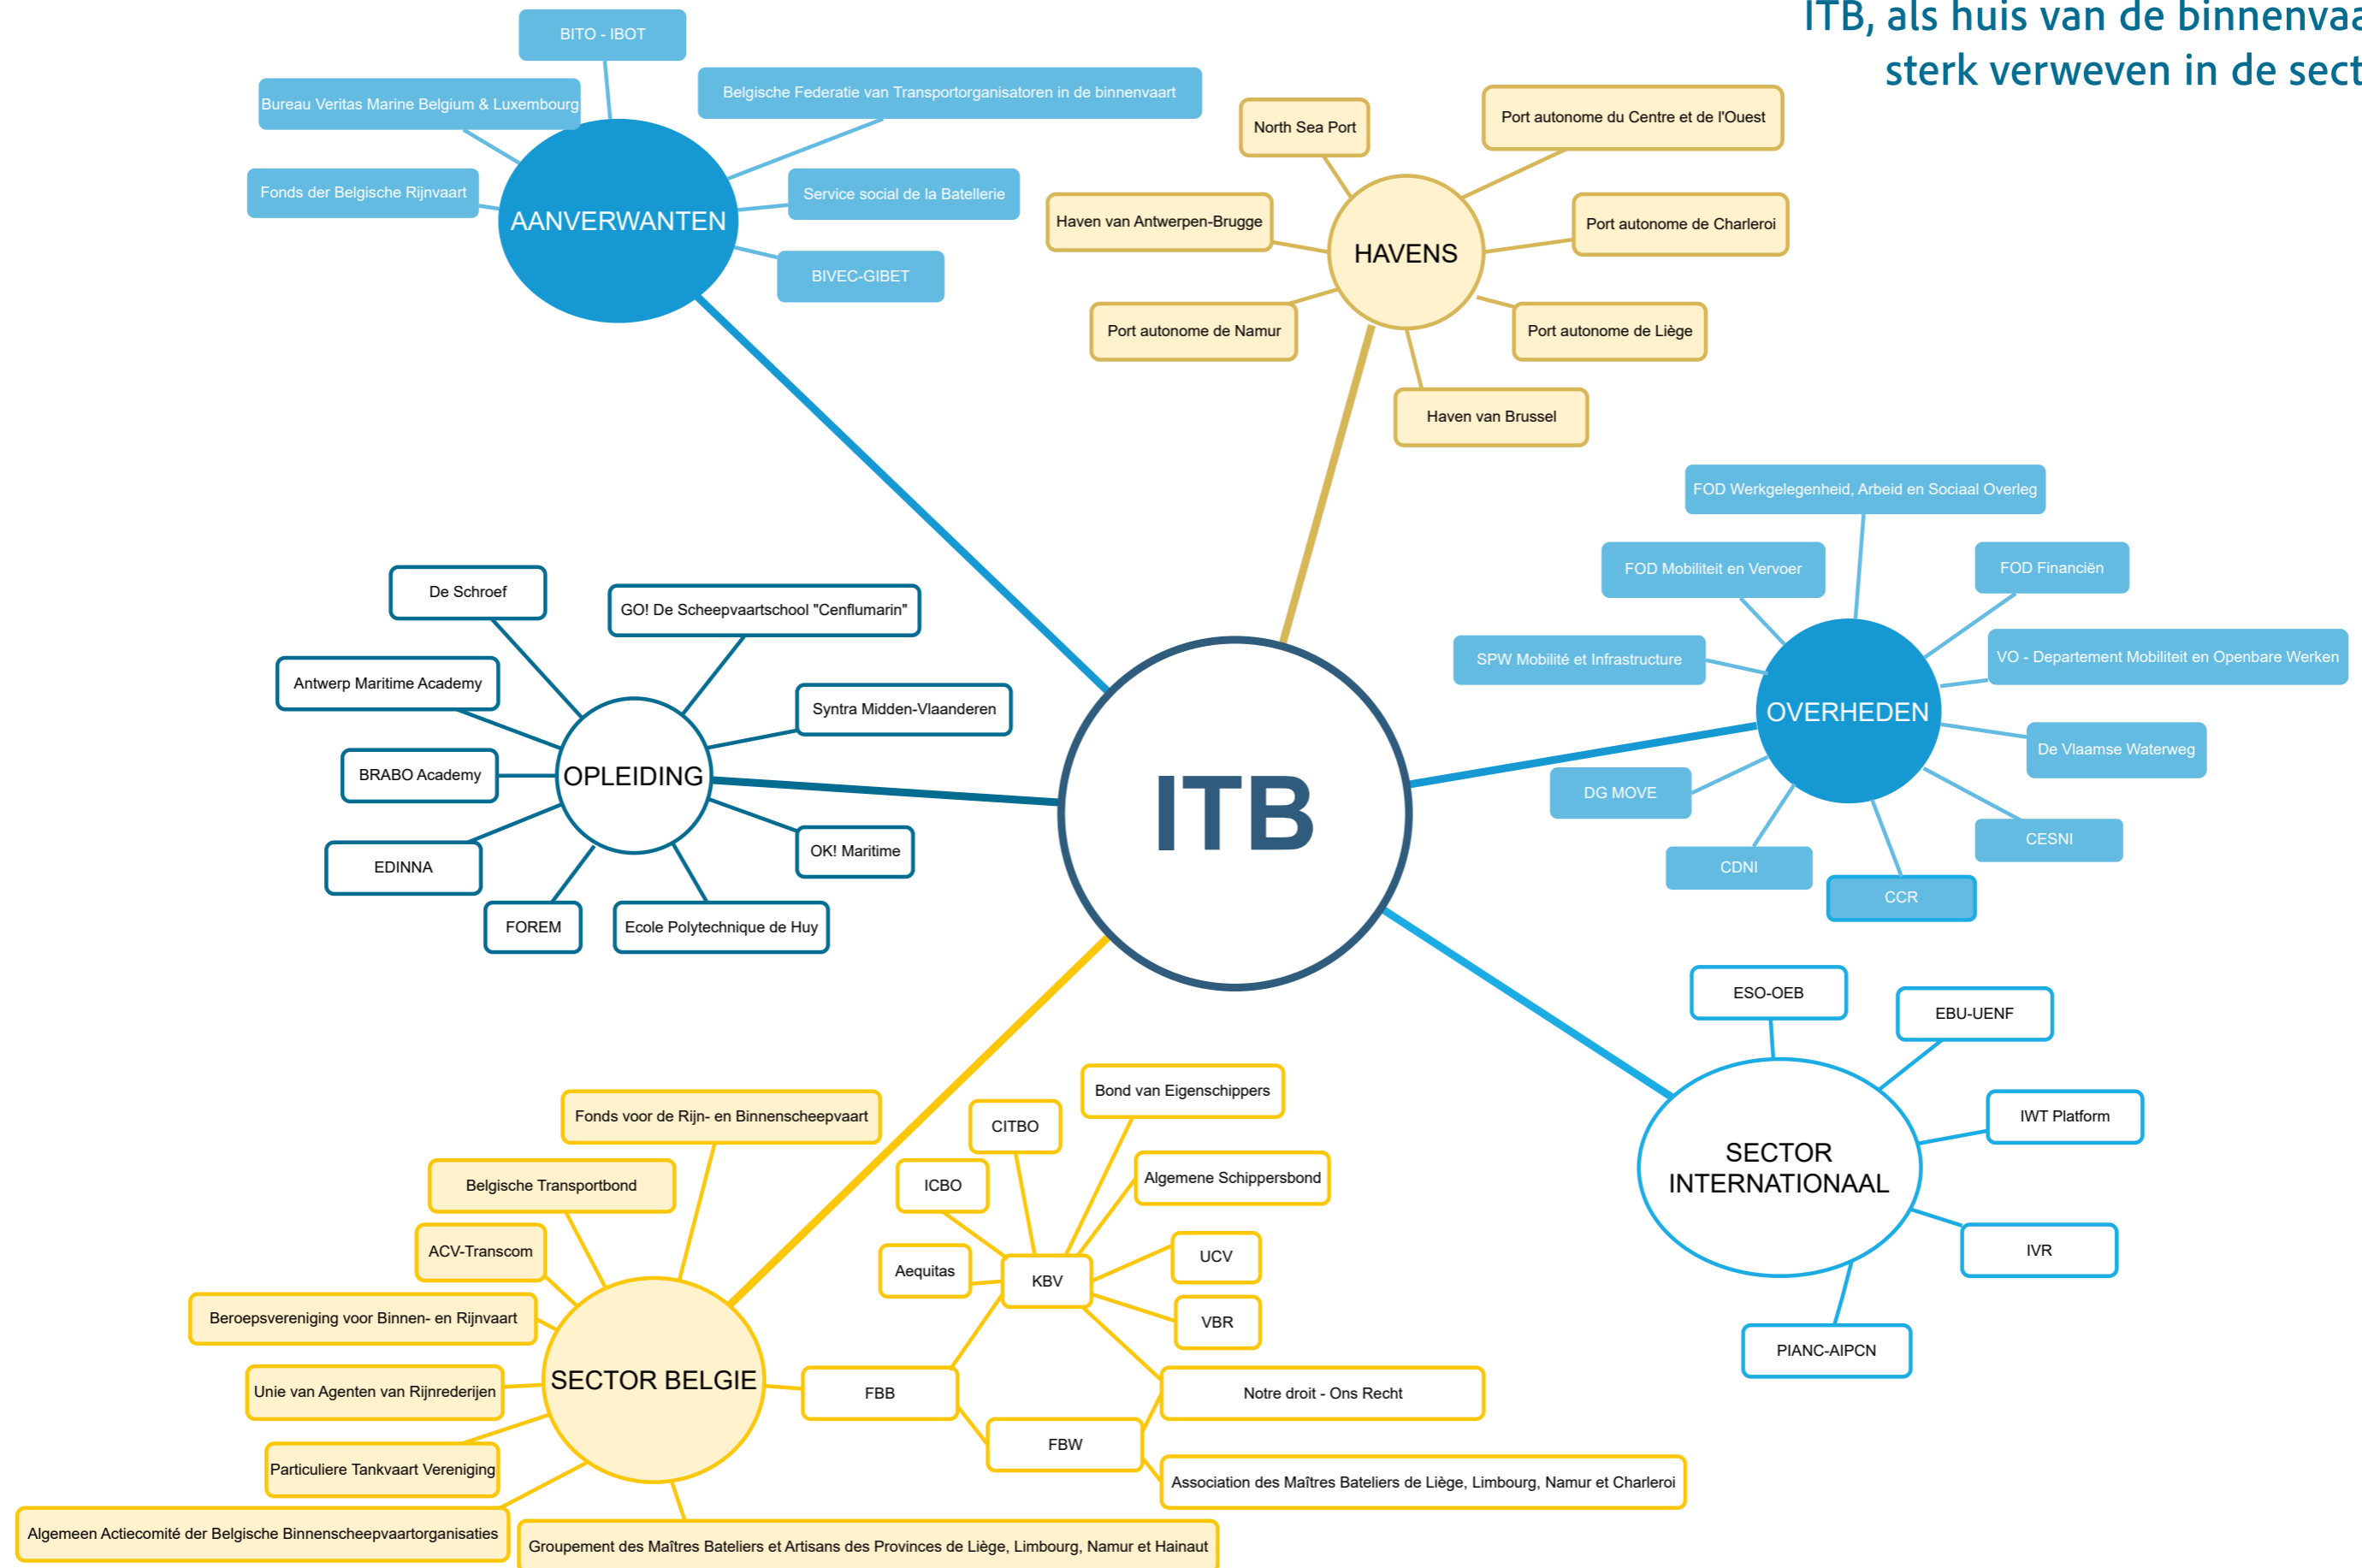 ITB, als huis van de binnenvaa
sterk verweven in de sect
BITO - IBOT
Bureau Veritas Marine Belgium & Luxembourg
Belgische Federatie van Transportorganisatoren in de binnenvaart
Fonds der Belgische Rijnvaart
Service social de la Batellerie
AANVERWANTEN
BIVEC-GIBET
North Sea Port
Port autonome du Centre et de l'Ouest
Haven van Antwerpen-Brugge
Port autonome de Charleroi
HAVENS
Port autonome de Namur
Port autonome de Liège
Haven van Brussel
FOD Werkgelegenheid, Arbeid en Sociaal Overleg
FOD Mobiliteit en Vervoer
FOD Financiën
SPW Mobilité et Infrastructure
VO - Departement Mobiliteit en Openbare Werken
OVERHEDEN
De Vlaamse Waterweg
DG MOVE
CESNI
CDNI
CCR
De Schroef
GO! De Scheepvaartschool "Cenflumarin"
Antwerp Maritime Academy
Syntra Midden-Vlaanderen
BRABO Academy
OPLEIDING
OK! Maritime
EDINNA
FOREM
Ecole Polytechnique de Huy
ITB
ESO-OEB
EBU-UENF
IWT Platform
SECTOR
INTERNATIONAAL
IVR
PIANC-AIPCN
Fonds voor de Rijn- en Binnenscheepvaart
Belgische Transportbond
ACV-Transcom
Beroepsvereniging voor Binnen- en Rijnvaart
Unie van Agenten van Rijnrederijen
SECTOR BELGIE
Particuliere Tankvaart Vereniging
Algemeen Actiecomité der Belgische Binnenscheepvaartorganisaties
Groupement des Maîtres Bateliers et Artisans des Provinces de Liège, Limbourg, Namur et Hainaut
Bond van Eigenschippers
CITBO
Algemene Schippersbond
ICBO
UCV
Aequitas
KBV
VBR
FBB
Notre droit - Ons Recht
FBW
Association des Maîtres Bateliers de Liège, Limbourg, Namur et Charleroi